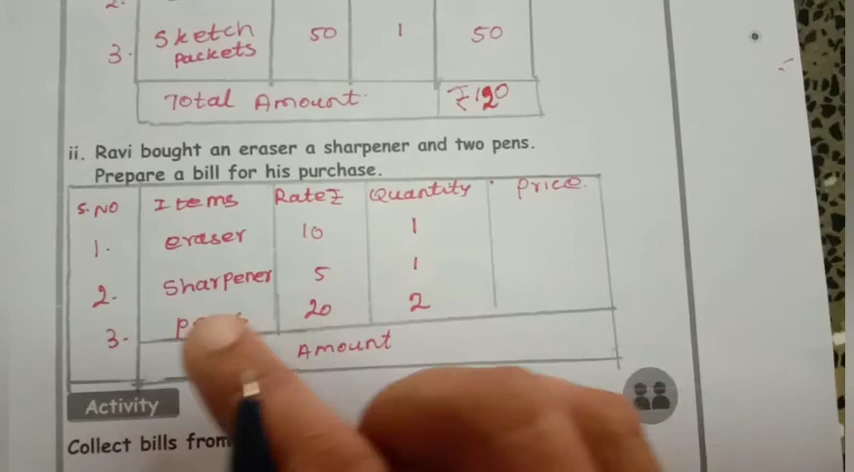 2.
3. Sketch packets 50 1 50
Total Amount ₹120
ii. Ravi bought an eraser a sharpener and two pens.
Prepare a bill for his purchase.
S.NO Items Rate₹ Quantity Price
1. eraser 10 1
2. Sharpener 5 1
3. 20 2
Amount
Activity
Collect bills from